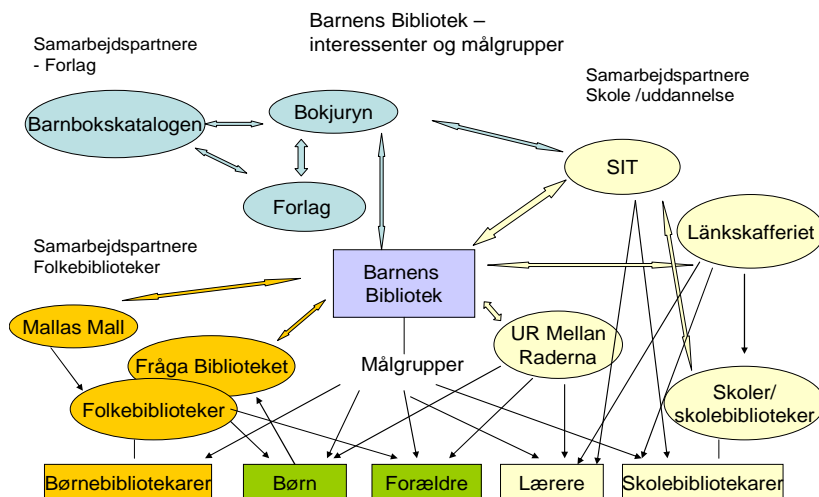 Barnens Bibliotek –
interessenter og målgrupper
Samarbejdspartnere
- Forlag
Samarbejdspartnere
Skole /uddannelse
Barnbokskatalogen
Bokjuryn
SIT
Forlag
Länkskafferiet
Samarbejdspartnere
Folkebiblioteker
Barnens
Bibliotek
Mallas Mall
UR Mellan
Raderna
Fråga Biblioteket
Målgrupper
Skoler/
skolebiblioteker
Folkebiblioteker
Børnebibliotekarer
Børn
Forældre
Lærere
Skolebibliotekarer